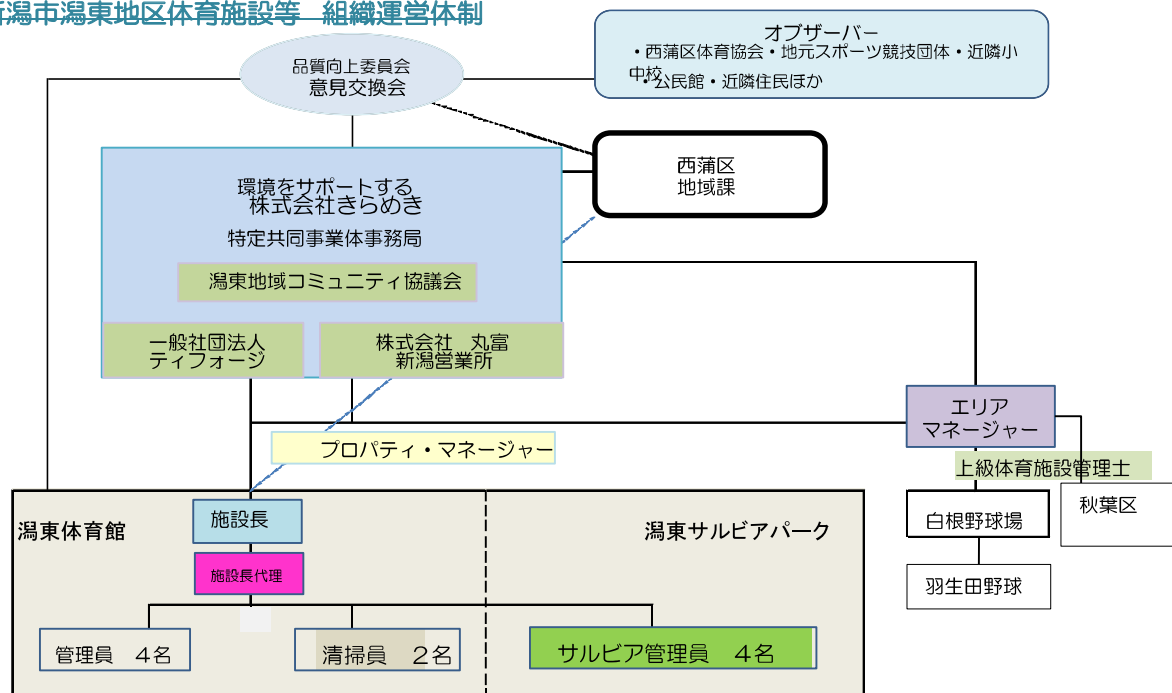 新潟市潟東地区体育施設等　組織運営体制
オブザーバー
・西蒲区体育協会・地元スポーツ競技団体・近隣小
中校
・公民館・近隣住民ほか
品質向上委員会
意見交換会
西蒲区
地域課
環境をサポートする
株式会社きらめき
特定共同事業体事務局
潟東地域コミュニティ協議会
一般社団法人
ティフォージ
株式会社　丸富
新潟営業所
エリア
マネージャー
プロパティ・マネージャー
上級体育施設管理士
潟東体育館
施設長
潟東サルビアパーク
白根野球場
秋葉区
施設長代理
羽生田野球
管理員　４名
清掃員　２名
サルビア管理員　４名